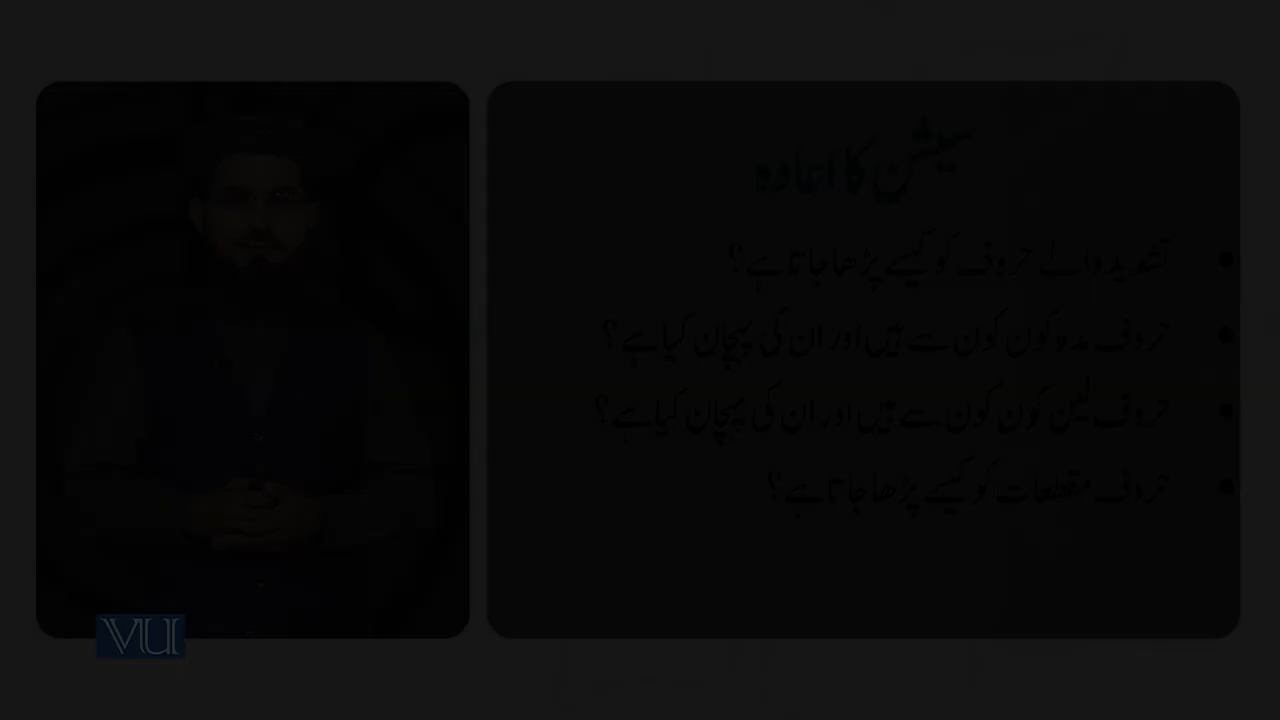 سیشن کا اعادہ
تشدید والے حروف کو کیسے پڑھا جاتا ہے؟
حروف مدہ کون کون سے ہیں اور ان کی پہچان کیا ہے؟
حروف لین کون کون سے ہیں اور ان کی پہچان کیا ہے؟
حروف مقطعات کو کیسے پڑھا جاتا ہے؟
VU